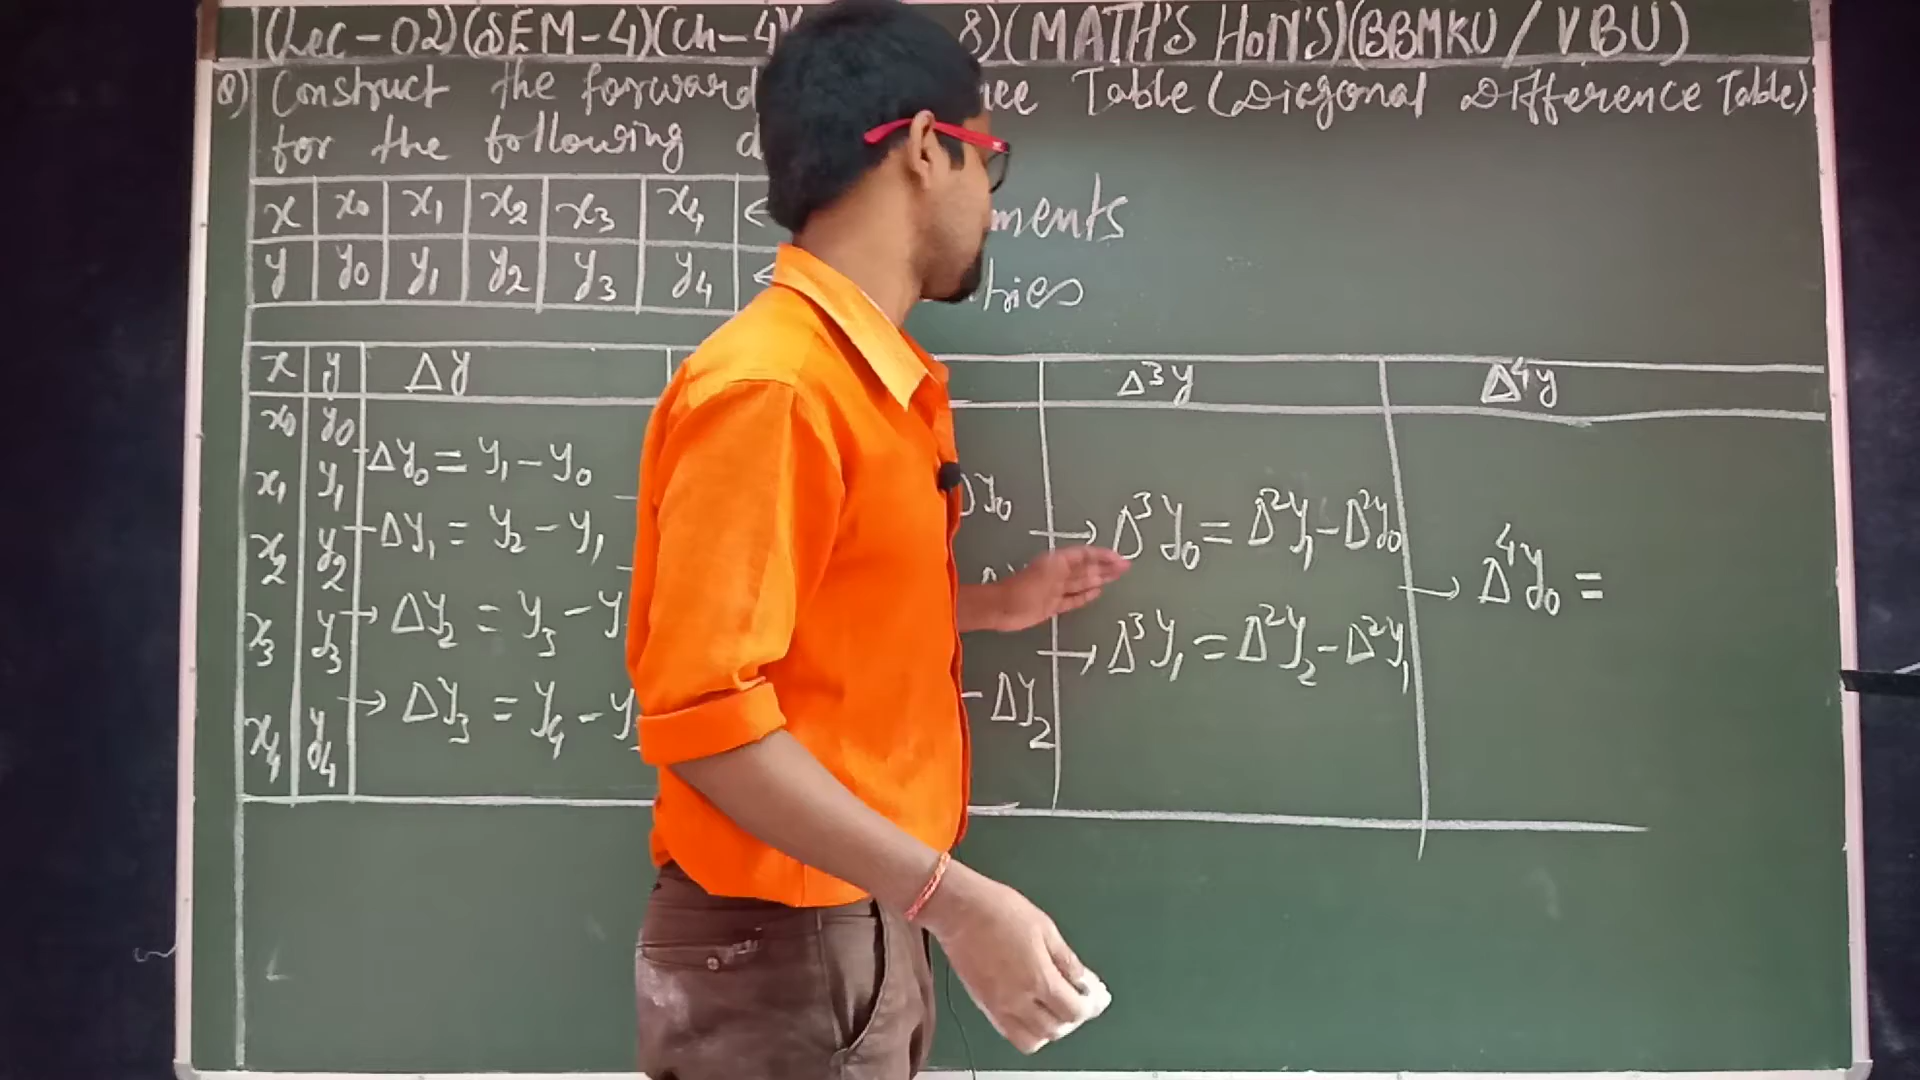 (Lec-02)(SEM-4)(Ch-4) 8)(MATH'S HON'S)(BBMKU/VBU)
Q) Construct the forward Table (Diagonal Difference Table)
for the following
x x₀ x₁ x₂ x₃ x₄ ←
y y₀ y₁ y₂ y₃ y₄ ←
x y Δy Δ³y Δ⁴y
x₀ y₀
Δy₀ = y₁ - y₀
x₁ y₁ Δy₀
Δy₁ = y₂ - y₁ → Δ³y₀ = Δ²y₁ - Δ²y₀
x₂ y₂ → Δ⁴y₀ =
→ Δy₂ = y₃ - y
x₃ y₃ → Δ³y₁ = Δ²y₂ - Δ²y₁
→ Δy₃ = y₄ - y - Δy₂
x₄ y₄